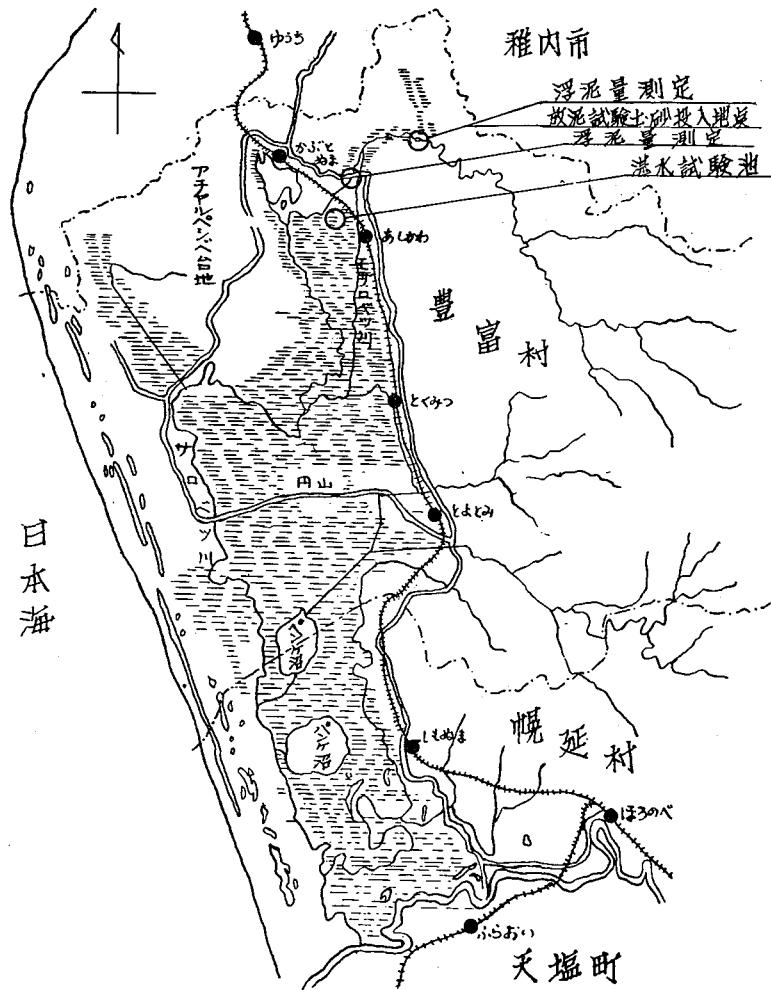 ゆうち
稚内市
浮泥量測定
放泥試験土砂投入地点
浮泥量測定
湛水試験池
かぶとぬま
アチャルペシベ台地
あしかわ
豊富村
とくみつ
サロベツ川
円山
とよとみ
日本海
ペンケ沼
パンケ沼
しもぬま
幌延村
ほろのべ
ふらおい
天塩町